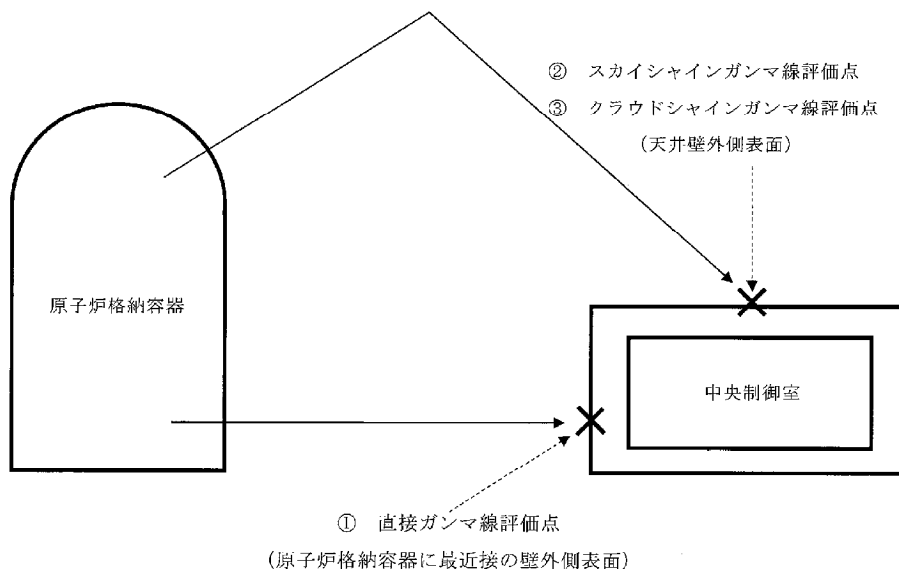 ② スカイシャインガンマ線評価点
③ クラウドシャインガンマ線評価点
(天井壁外側表面)
原子炉格納容器
中央制御室
① 直接ガンマ線評価点
(原子炉格納容器に最近接の壁外側表面)